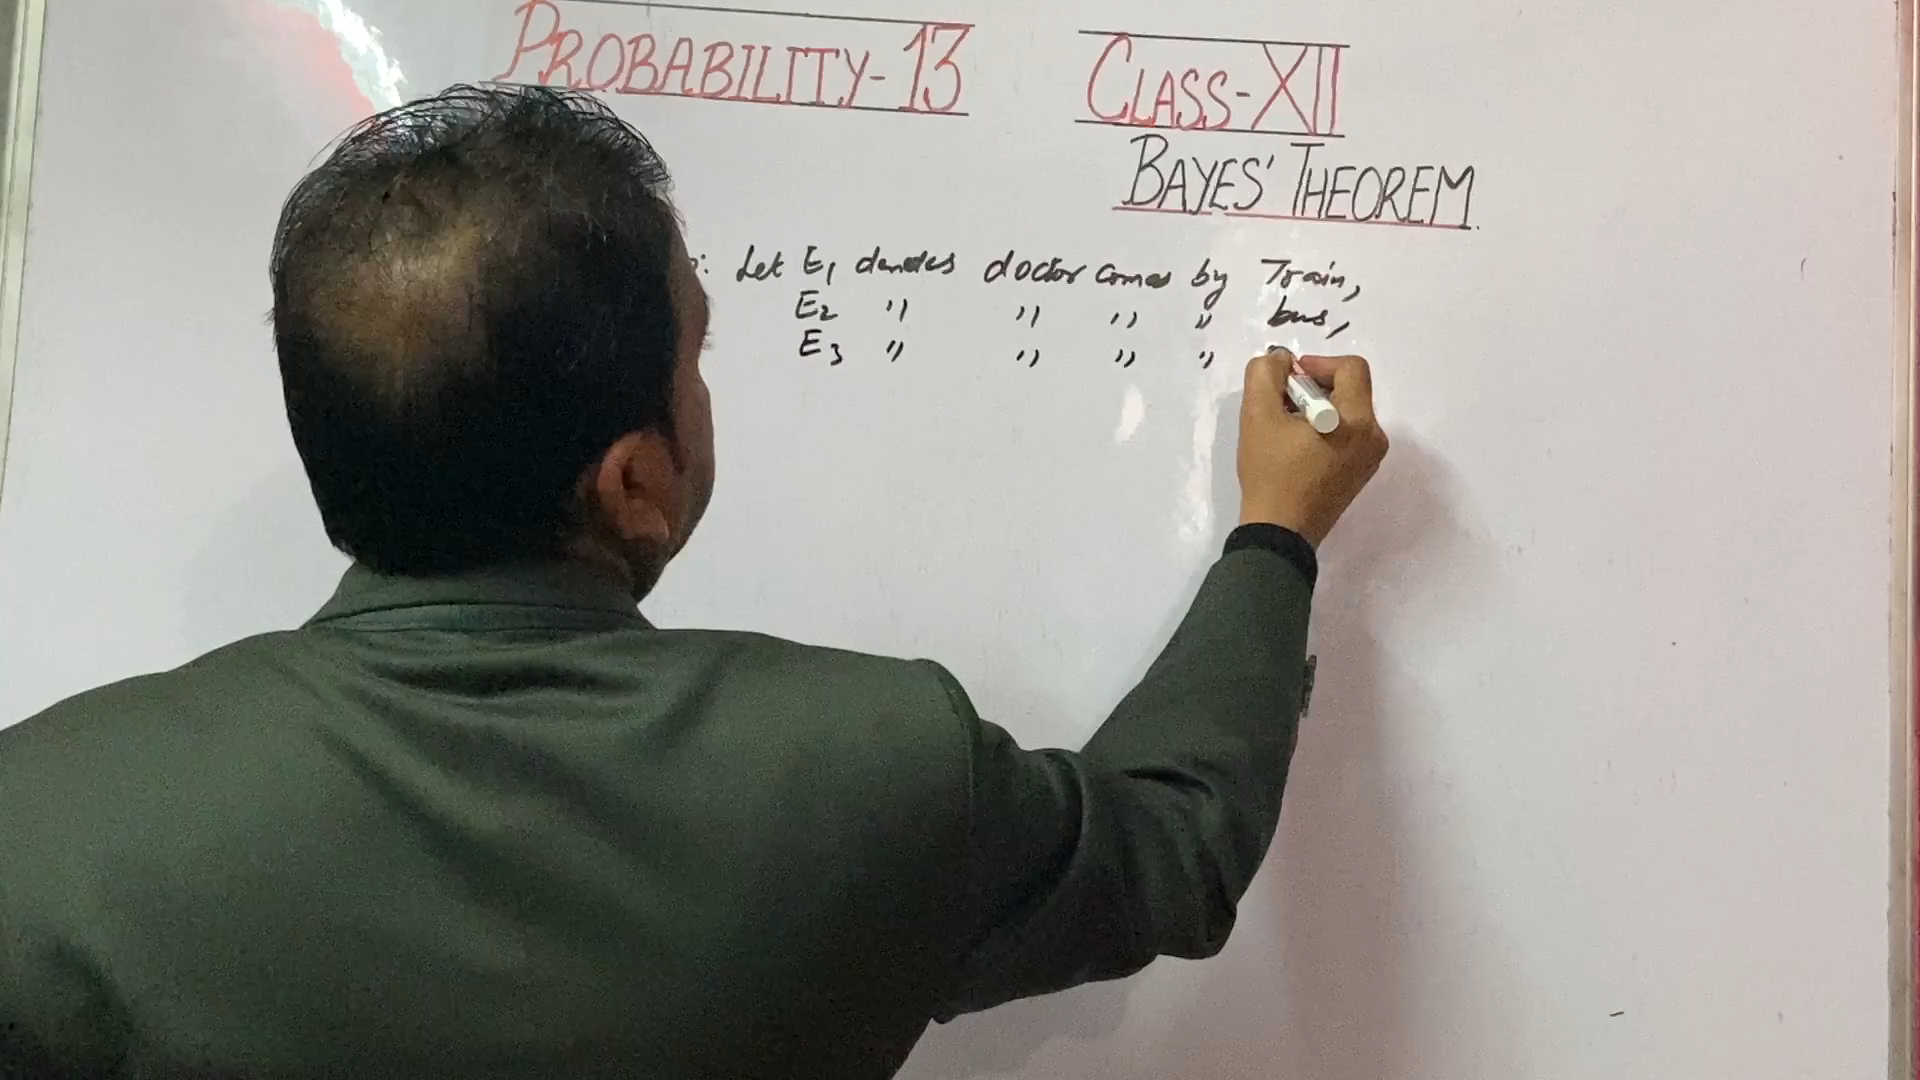 PROBABILITY-13 CLASS-XII
BAYES' THEOREM.
: Let E1 denotes doctor comes by Train,
E2 " " " " bus,
E3 " " " "